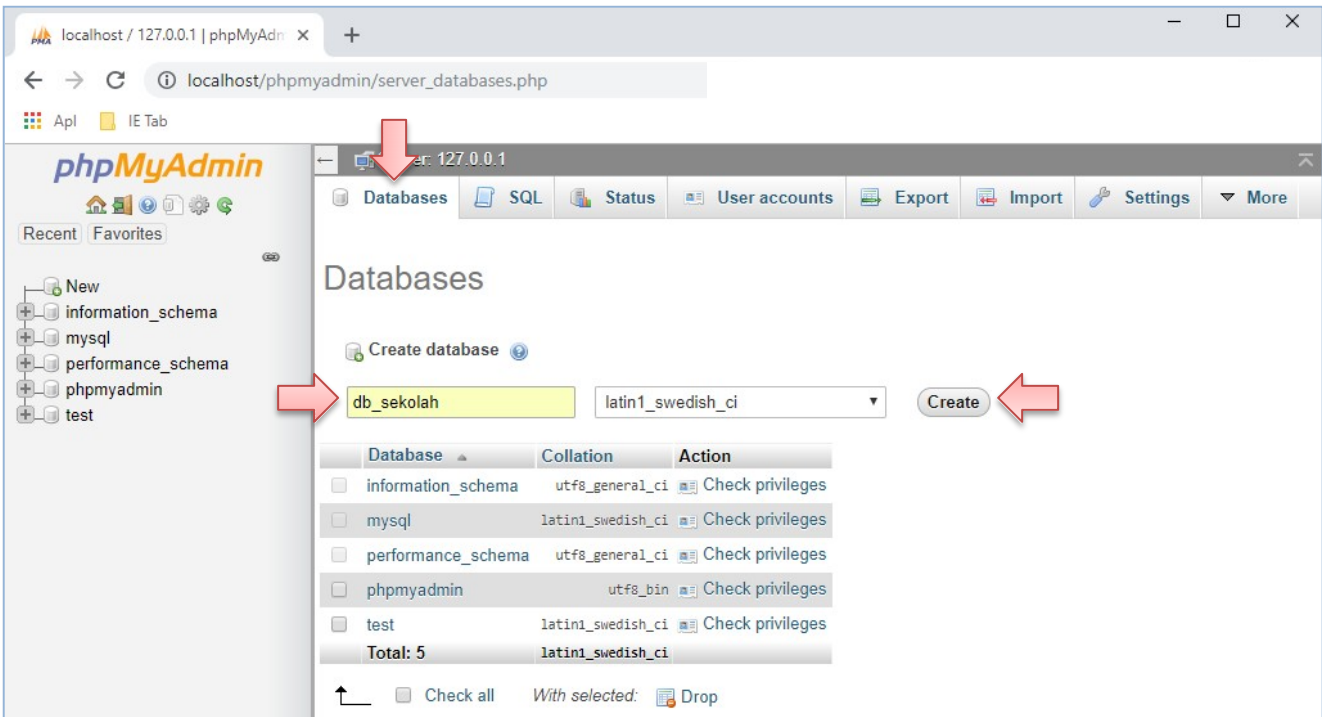 localhost / 127.0.0.1 | phpMyAdm
localhost/phpmyadmin/server_databases.php
Apl IE Tab
phpMyAdmin
127.0.0.1
Databases SQL Status User accounts Export Import Settings More
Recent Favorites
New
information_schema
mysql
performance_schema
phpmyadmin
test
Databases
Create database
db_sekolah latin1_swedish_ci Create
Database Collation Action
information_schema utf8_general_ci Check privileges
mysql latin1_swedish_ci Check privileges
performance_schema utf8_general_ci Check privileges
phpmyadmin utf8_bin Check privileges
test latin1_swedish_ci Check privileges
Total: 5 latin1_swedish_ci
Check all With selected: Drop